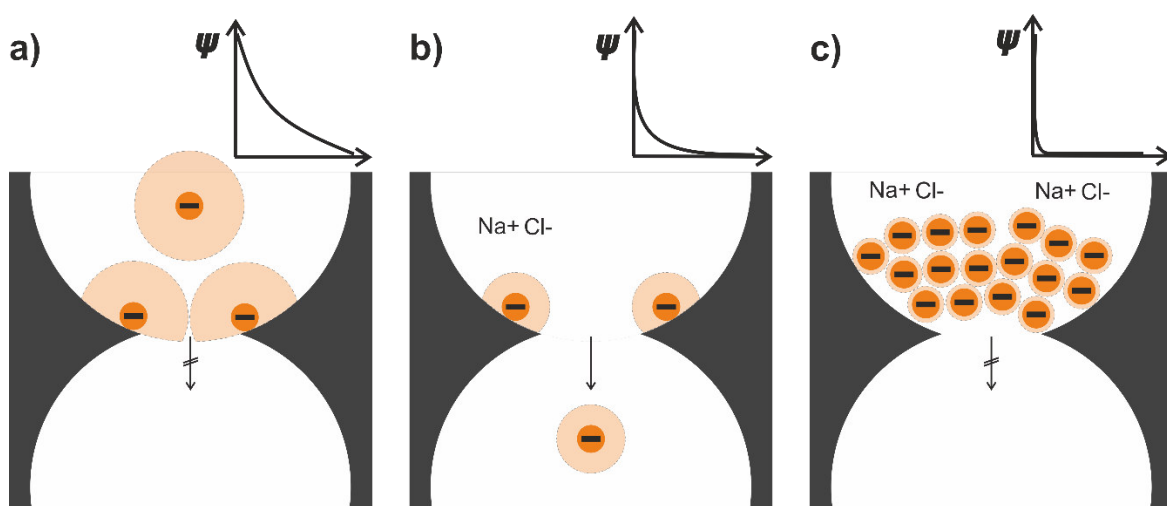 a)
ψ
b)
ψ
c)
ψ
Na+ Cl-
Na+ Cl-
Na+ Cl-